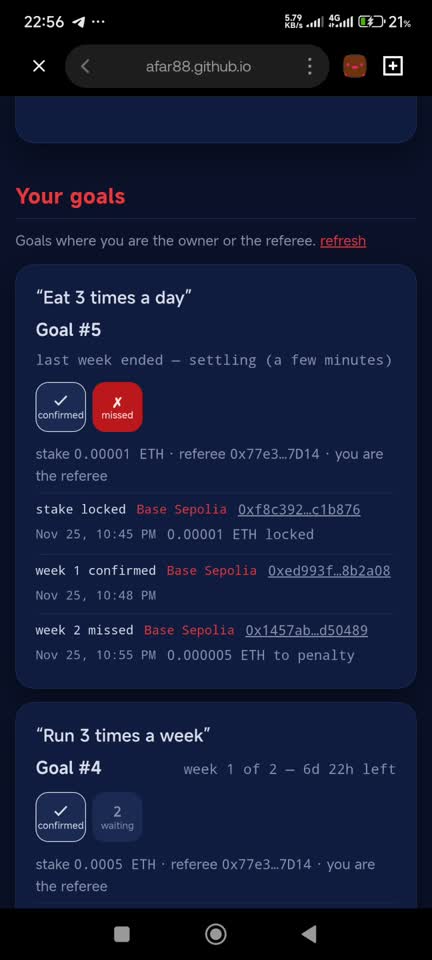 22:56
5.79 KB/s
4G
21%
afar88.github.io
Your goals
Goals where you are the owner or the referee. refresh
“Eat 3 times a day”
Goal #5
last week ended — settling (a few minutes)
✓ ✗
confirmed missed
stake 0.00001 ETH · referee 0x77e3…7D14 · you are
the referee
stake locked Base Sepolia 0xf8c392…c1b876
Nov 25, 10:45 PM 0.00001 ETH locked
week 1 confirmed Base Sepolia 0xed993f…8b2a08
Nov 25, 10:48 PM
week 2 missed Base Sepolia 0x1457ab…d50489
Nov 25, 10:55 PM 0.000005 ETH to penalty
“Run 3 times a week”
Goal #4 week 1 of 2 — 6d 22h left
✓ 2
confirmed waiting
stake 0.0005 ETH · referee 0x77e3…7D14 · you are
the referee